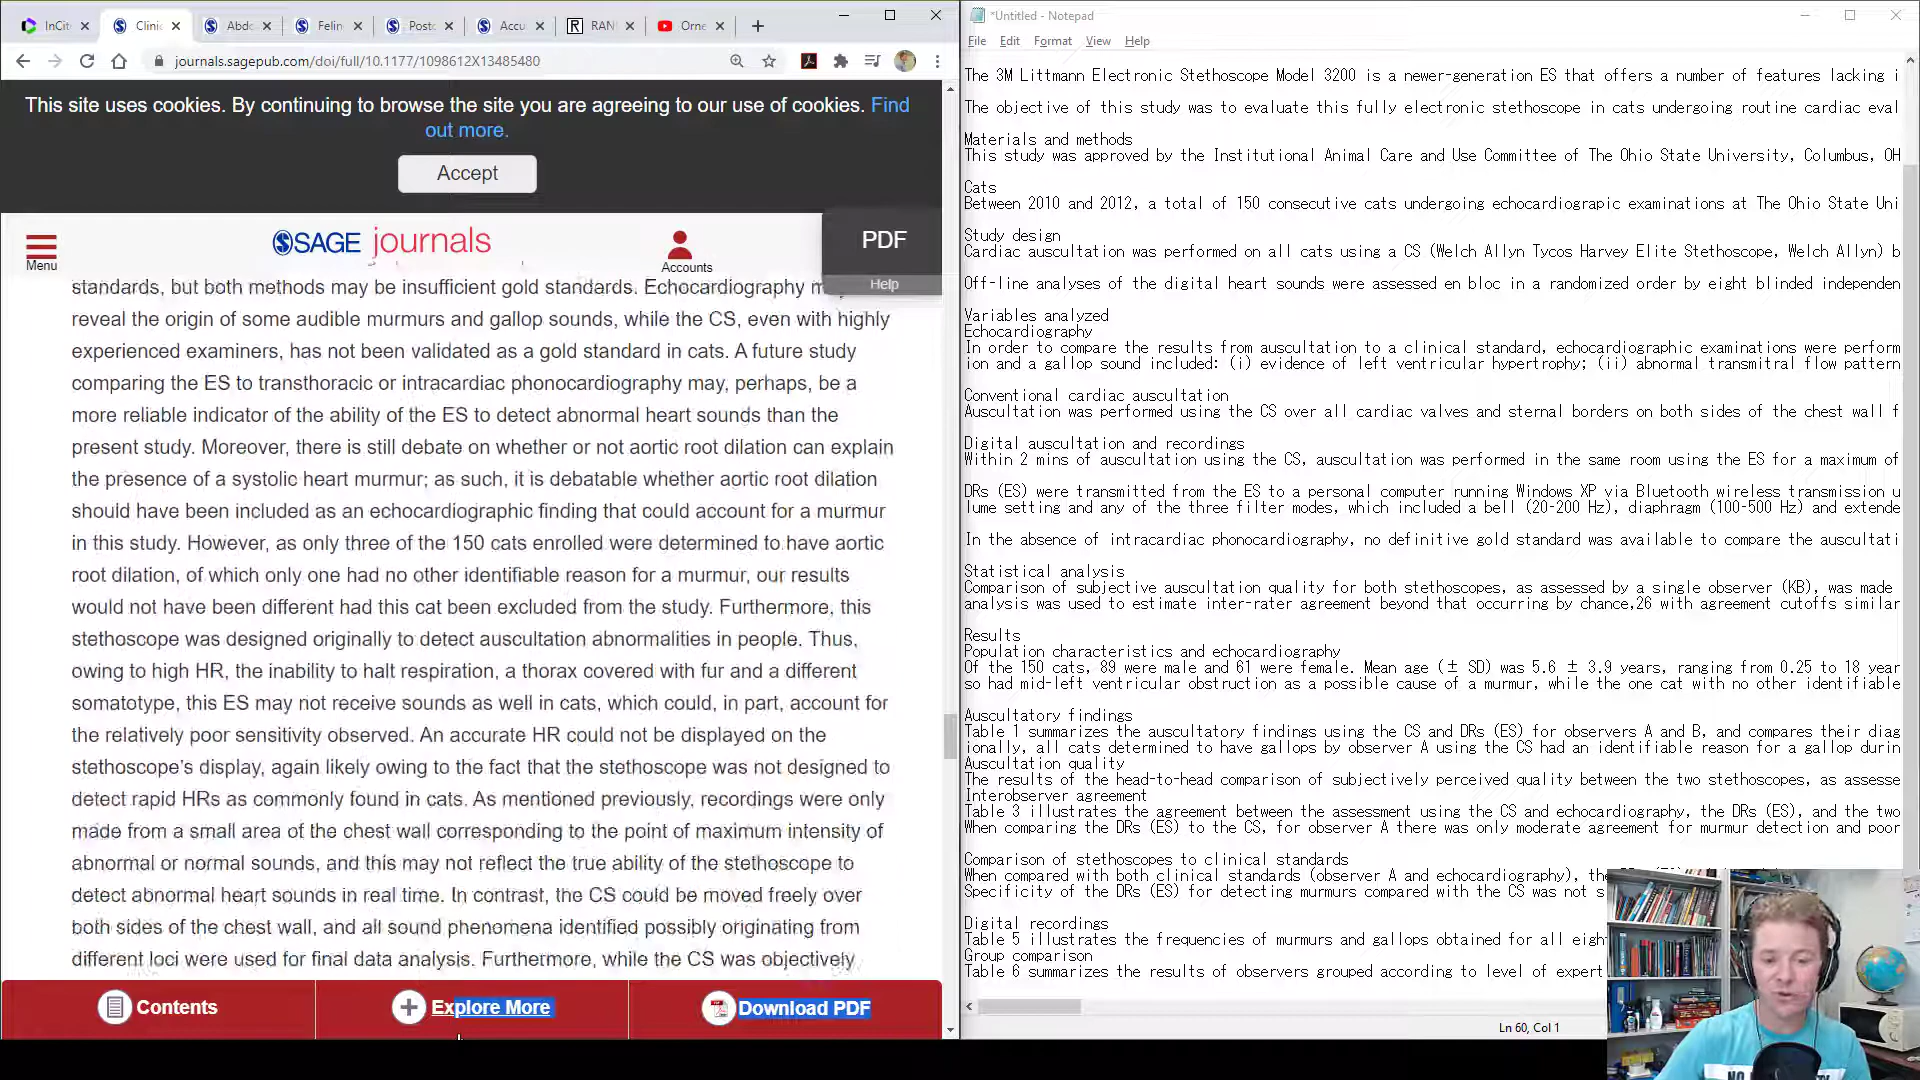 InCit
Clinic
Abdo
Felin
Posto
Accu
RAN
Orne
journals.sagepub.com/doi/full/10.1177/1098612X13485480
This site uses cookies. By continuing to browse the site you are agreeing to our use of cookies. Find
out more.
Accept
Menu
SAGE journals
Accounts
PDF
Help
standards, but both methods may be insufficient gold standards. Echocardiography
reveal the origin of some audible murmurs and gallop sounds, while the CS, even with highly
experienced examiners, has not been validated as a gold standard in cats. A future study
comparing the ES to transthoracic or intracardiac phonocardiography may, perhaps, be a
more reliable indicator of the ability of the ES to detect abnormal heart sounds than the
present study. Moreover, there is still debate on whether or not aortic root dilation can explain
the presence of a systolic heart murmur; as such, it is debatable whether aortic root dilation
should have been included as an echocardiographic finding that could account for a murmur
in this study. However, as only three of the 150 cats enrolled were determined to have aortic
root dilation, of which only one had no other identifiable reason for a murmur, our results
would not have been different had this cat been excluded from the study. Furthermore, this
stethoscope was designed originally to detect auscultation abnormalities in people. Thus,
owing to high HR, the inability to halt respiration, a thorax covered with fur and a different
somatotype, this ES may not receive sounds as well in cats, which could, in part, account for
the relatively poor sensitivity observed. An accurate HR could not be displayed on the
stethoscope's display, again likely owing to the fact that the stethoscope was not designed to
detect rapid HRs as commonly found in cats. As mentioned previously, recordings were only
made from a small area of the chest wall corresponding to the point of maximum intensity of
abnormal or normal sounds, and this may not reflect the true ability of the stethoscope to
detect abnormal heart sounds in real time. In contrast, the CS could be moved freely over
both sides of the chest wall, and all sound phenomena identified possibly originating from
different loci were used for final data analysis. Furthermore, while the CS was objectively
Contents
Explore More
Download PDF
*Untitled - Notepad
File Edit Format View Help
The 3M Littmann Electronic Stethoscope Model 3200 is a newer-generation ES that offers a number of features lacking i
The objective of this study was to evaluate this fully electronic stethoscope in cats undergoing routine cardiac eval
Materials and methods
This study was approved by the Institutional Animal Care and Use Committee of The Ohio State University, Columbus, OH
Cats
Between 2010 and 2012, a total of 150 consecutive cats undergoing echocardiograpic examinations at The Ohio State Uni
Study design
Cardiac auscultation was performed on all cats using a CS (Welch Allyn Tycos Harvey Elite Stethoscope, Welch Allyn) b
Off-line analyses of the digital heart sounds were assessed en bloc in a randomized order by eight blinded independen
Variables analyzed
Echocardiography
In order to compare the results from auscultation to a clinical standard, echocardiographic examinations were perform
ion and a gallop sound included: (i) evidence of left ventricular hypertrophy; (ii) abnormal transmitral flow pattern
Conventional cardiac auscultation
Auscultation was performed using the CS over all cardiac valves and sternal borders on both sides of the chest wall f
Digital auscultation and recordings
Within 2 mins of auscultation using the CS, auscultation was performed in the same room using the ES for a maximum of
DRs (ES) were transmitted from the ES to a personal computer running Windows XP via Bluetooth wireless transmission u
lume setting and any of the three filter modes, which included a bell (20-200 Hz), diaphragm (100-500 Hz) and extende
In the absence of intracardiac phonocardiography, no definitive gold standard was available to compare the auscultati
Statistical analysis
Comparison of subjective auscultation quality for both stethoscopes, as assessed by a single observer (KB), was made
analysis was used to estimate inter-rater agreement beyond that occurring by chance,26 with agreement cutoffs similar
Results
Population characteristics and echocardiography
Of the 150 cats, 89 were male and 61 were female. Mean age (± SD) was 5.6 ± 3.9 years, ranging from 0.25 to 18 year
so had mid-left ventricular obstruction as a possible cause of a murmur, while the one cat with no other identifiable
Auscultatory findings
Table 1 summarizes the auscultatory findings using the CS and DRs (ES) for observers A and B, and compares their diag
ionally, all cats determined to have gallops by observer A using the CS had an identifiable reason for a gallop durin
Auscultation quality
The results of the head-to-head comparison of subjectively perceived quality between the two stethoscopes, as assesse
Interobserver agreement
Table 3 illustrates the agreement between the assessment using the CS and echocardiography, the DRs (ES), and the two
When comparing the DRs (ES) to the CS, for observer A there was only moderate agreement for murmur detection and poor
Comparison of stethoscopes to clinical standards
When compared with both clinical standards (observer A and echocardiography), the
Specificity of the DRs (ES) for detecting murmurs compared with the CS was not s
Digital recordings
Table 5 illustrates the frequencies of murmurs and gallops obtained for all eigh
Group comparison
Table 6 summarizes the results of observers grouped according to level of expert
Ln 60, Col 1